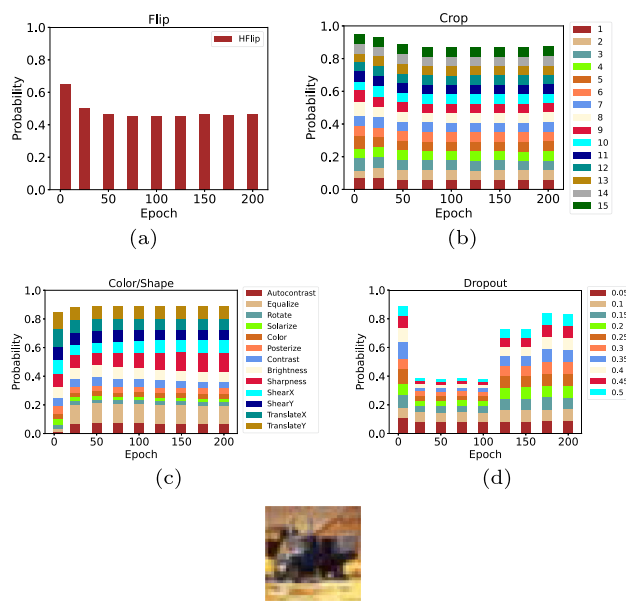 Flip
HFlip
Probability
1.0
0.8
0.6
0.4
0.2
0.0
0
50
100
150
200
Epoch
(a)
Crop
Probability
1.0
0.8
0.6
0.4
0.2
0.0
0
50
100
150
200
Epoch
1
2
3
4
5
6
7
8
9
10
11
12
13
14
15
(b)
Color/Shape
Probability
1.0
0.8
0.6
0.4
0.2
0.0
0
50
100
150
200
Epoch
Autocontrast
Equalize
Rotate
Solarize
Color
Posterize
Contrast
Brightness
Sharpness
ShearX
ShearY
TranslateX
TranslateY
(c)
Dropout
Probability
1.0
0.8
0.6
0.4
0.2
0.0
0
50
100
150
200
Epoch
0.05
0.1
0.15
0.2
0.25
0.3
0.35
0.4
0.45
0.5
(d)